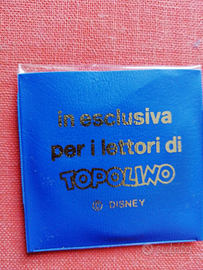 in esclusiva
per i lettori di
TOPOLINO
© DISNEY